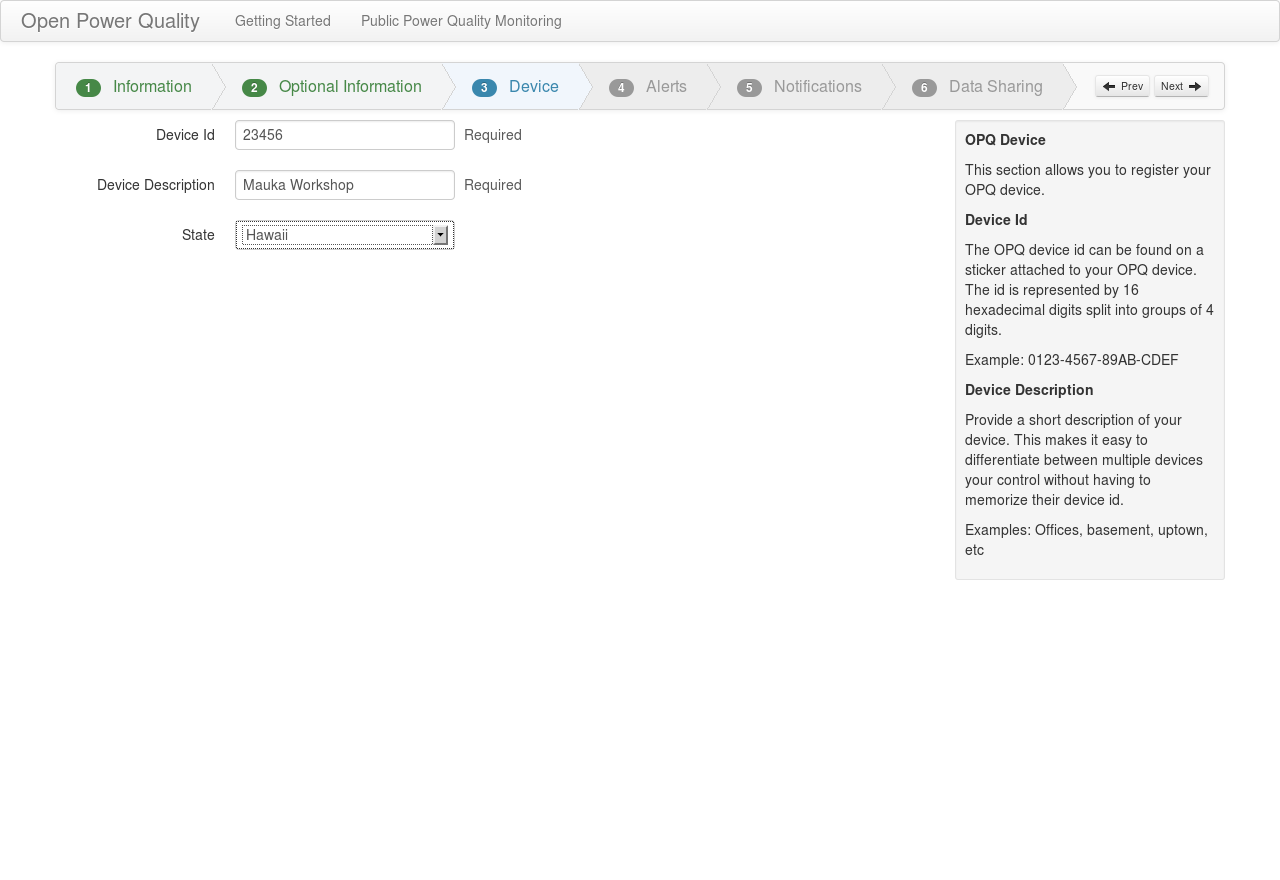 Open Power Quality Getting Started Public Power Quality Monitoring
1 Information 2 Optional Information 3 Device 4 Alerts 5 Notifications 6 Data Sharing Prev Next
Device Id 23456 Required
Device Description Mauka Workshop Required
State Hawaii
OPQ Device
This section allows you to register your
OPQ device.
Device Id
The OPQ device id can be found on a
sticker attached to your OPQ device.
The id is represented by 16
hexadecimal digits split into groups of 4
digits.
Example: 0123-4567-89AB-CDEF
Device Description
Provide a short description of your
device. This makes it easy to
differentiate between multiple devices
your control without having to
memorize their device id.
Examples: Offices, basement, uptown,
etc